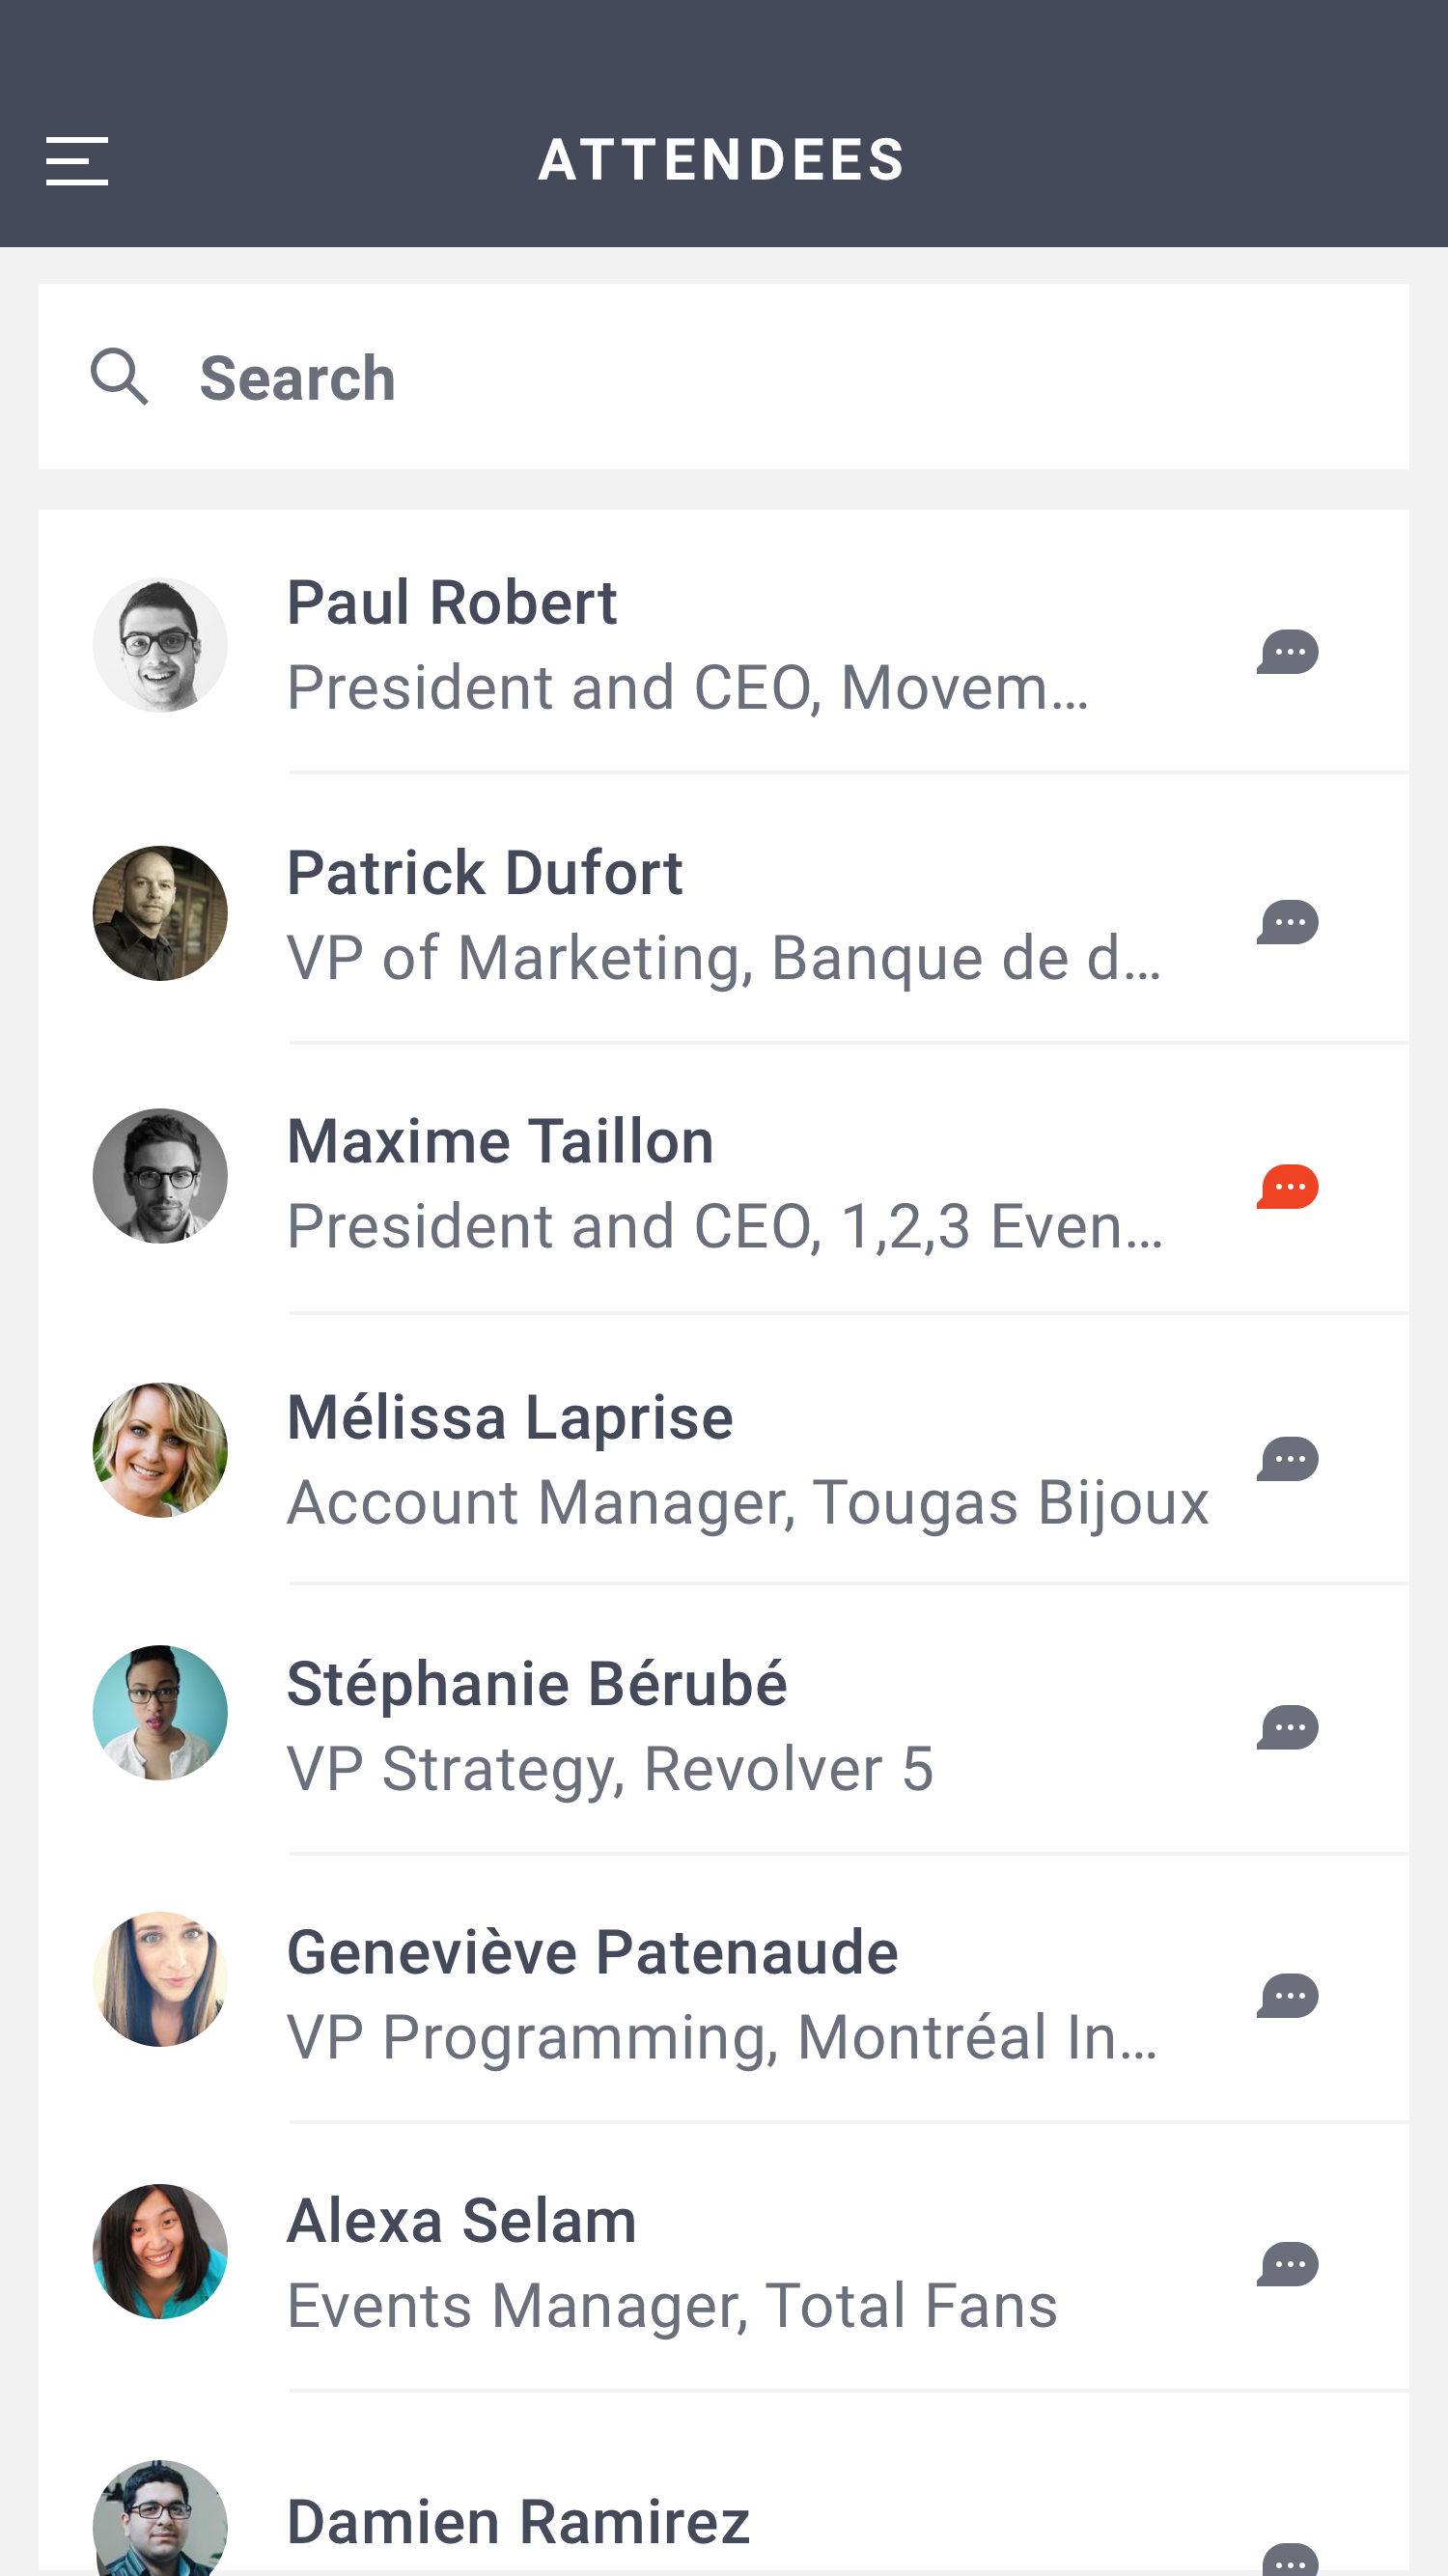 ATTENDEES
Search
Paul Robert
President and CEO, Movem…
Patrick Dufort
VP of Marketing, Banque de d…
Maxime Taillon
President and CEO, 1,2,3 Even…
Mélissa Laprise
Account Manager, Tougas Bijoux
Stéphanie Bérubé
VP Strategy, Revolver 5
Geneviève Patenaude
VP Programming, Montréal In…
Alexa Selam
Events Manager, Total Fans
Damien Ramirez